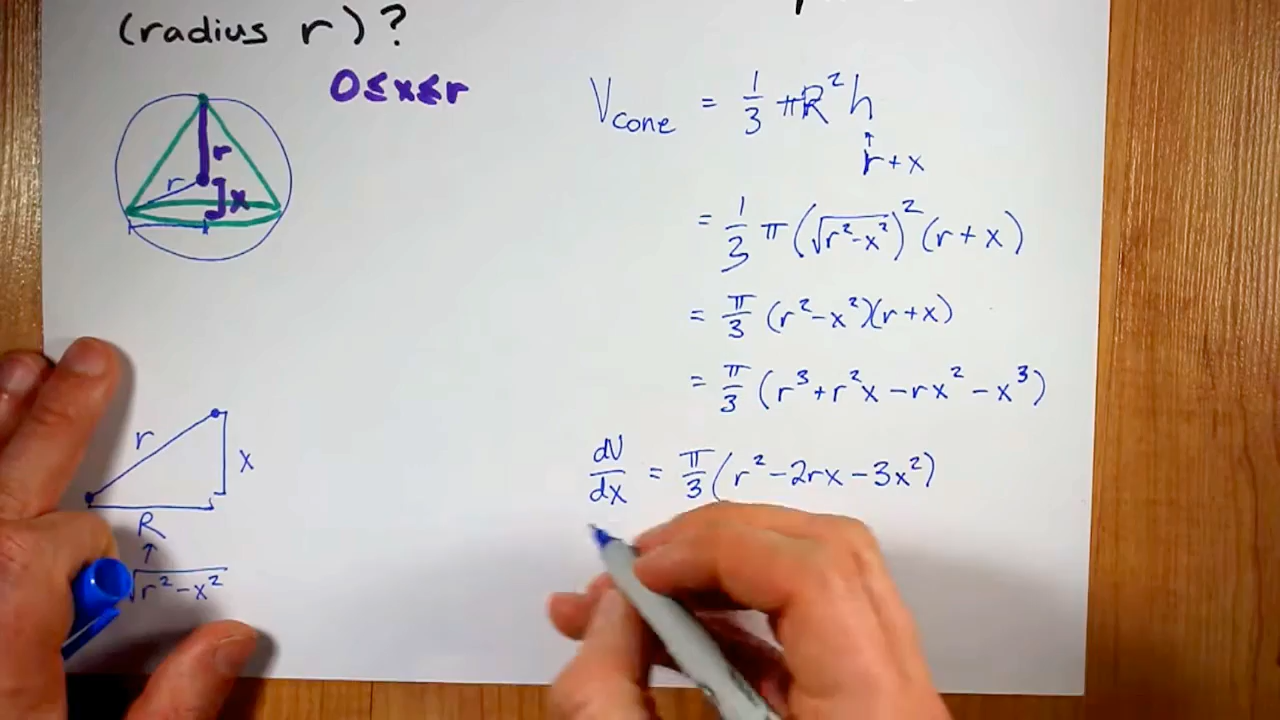 (radius r)?
0≤x≤r
r
r
x
V cone = 1/3 πR²h
↑
r+x
= 1/3 π(√(r²-x²))²(r+x)
= π/3 (r²-x²)(r+x)
= π/3 (r³+r²x-rx²-x³)
dV/dx = π/3 (r²-2rx-3x²)
r
x
R
↑
√(r²-x²)